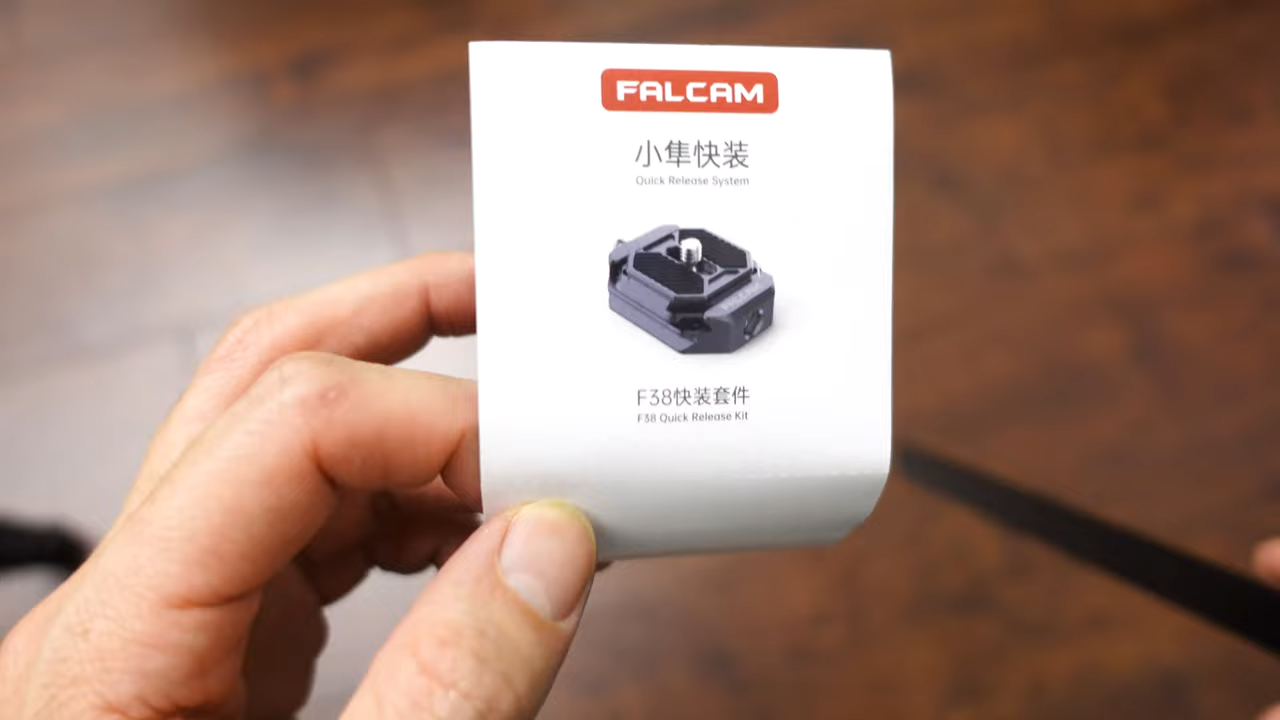 FALCAM
小隼快装
Quick Release System
FALCAM
F38快装套件
F38 Quick Release Kit